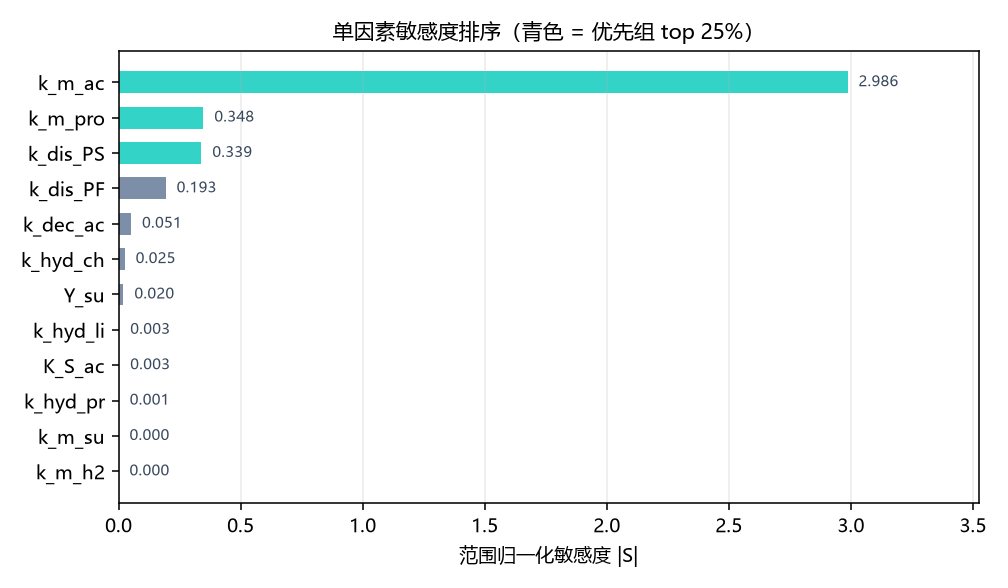 单因素敏感度排序（青色 = 优先组 top 25%）
k_m_ac 2.986
k_m_pro 0.348
k_dis_PS 0.339
k_dis_PF 0.193
k_dec_ac 0.051
k_hyd_ch 0.025
Y_su 0.020
k_hyd_li 0.003
K_S_ac 0.003
k_hyd_pr 0.001
k_m_su 0.000
k_m_h2 0.000
0.0 0.5 1.0 1.5 2.0 2.5 3.0 3.5
范围归一化敏感度 |S|